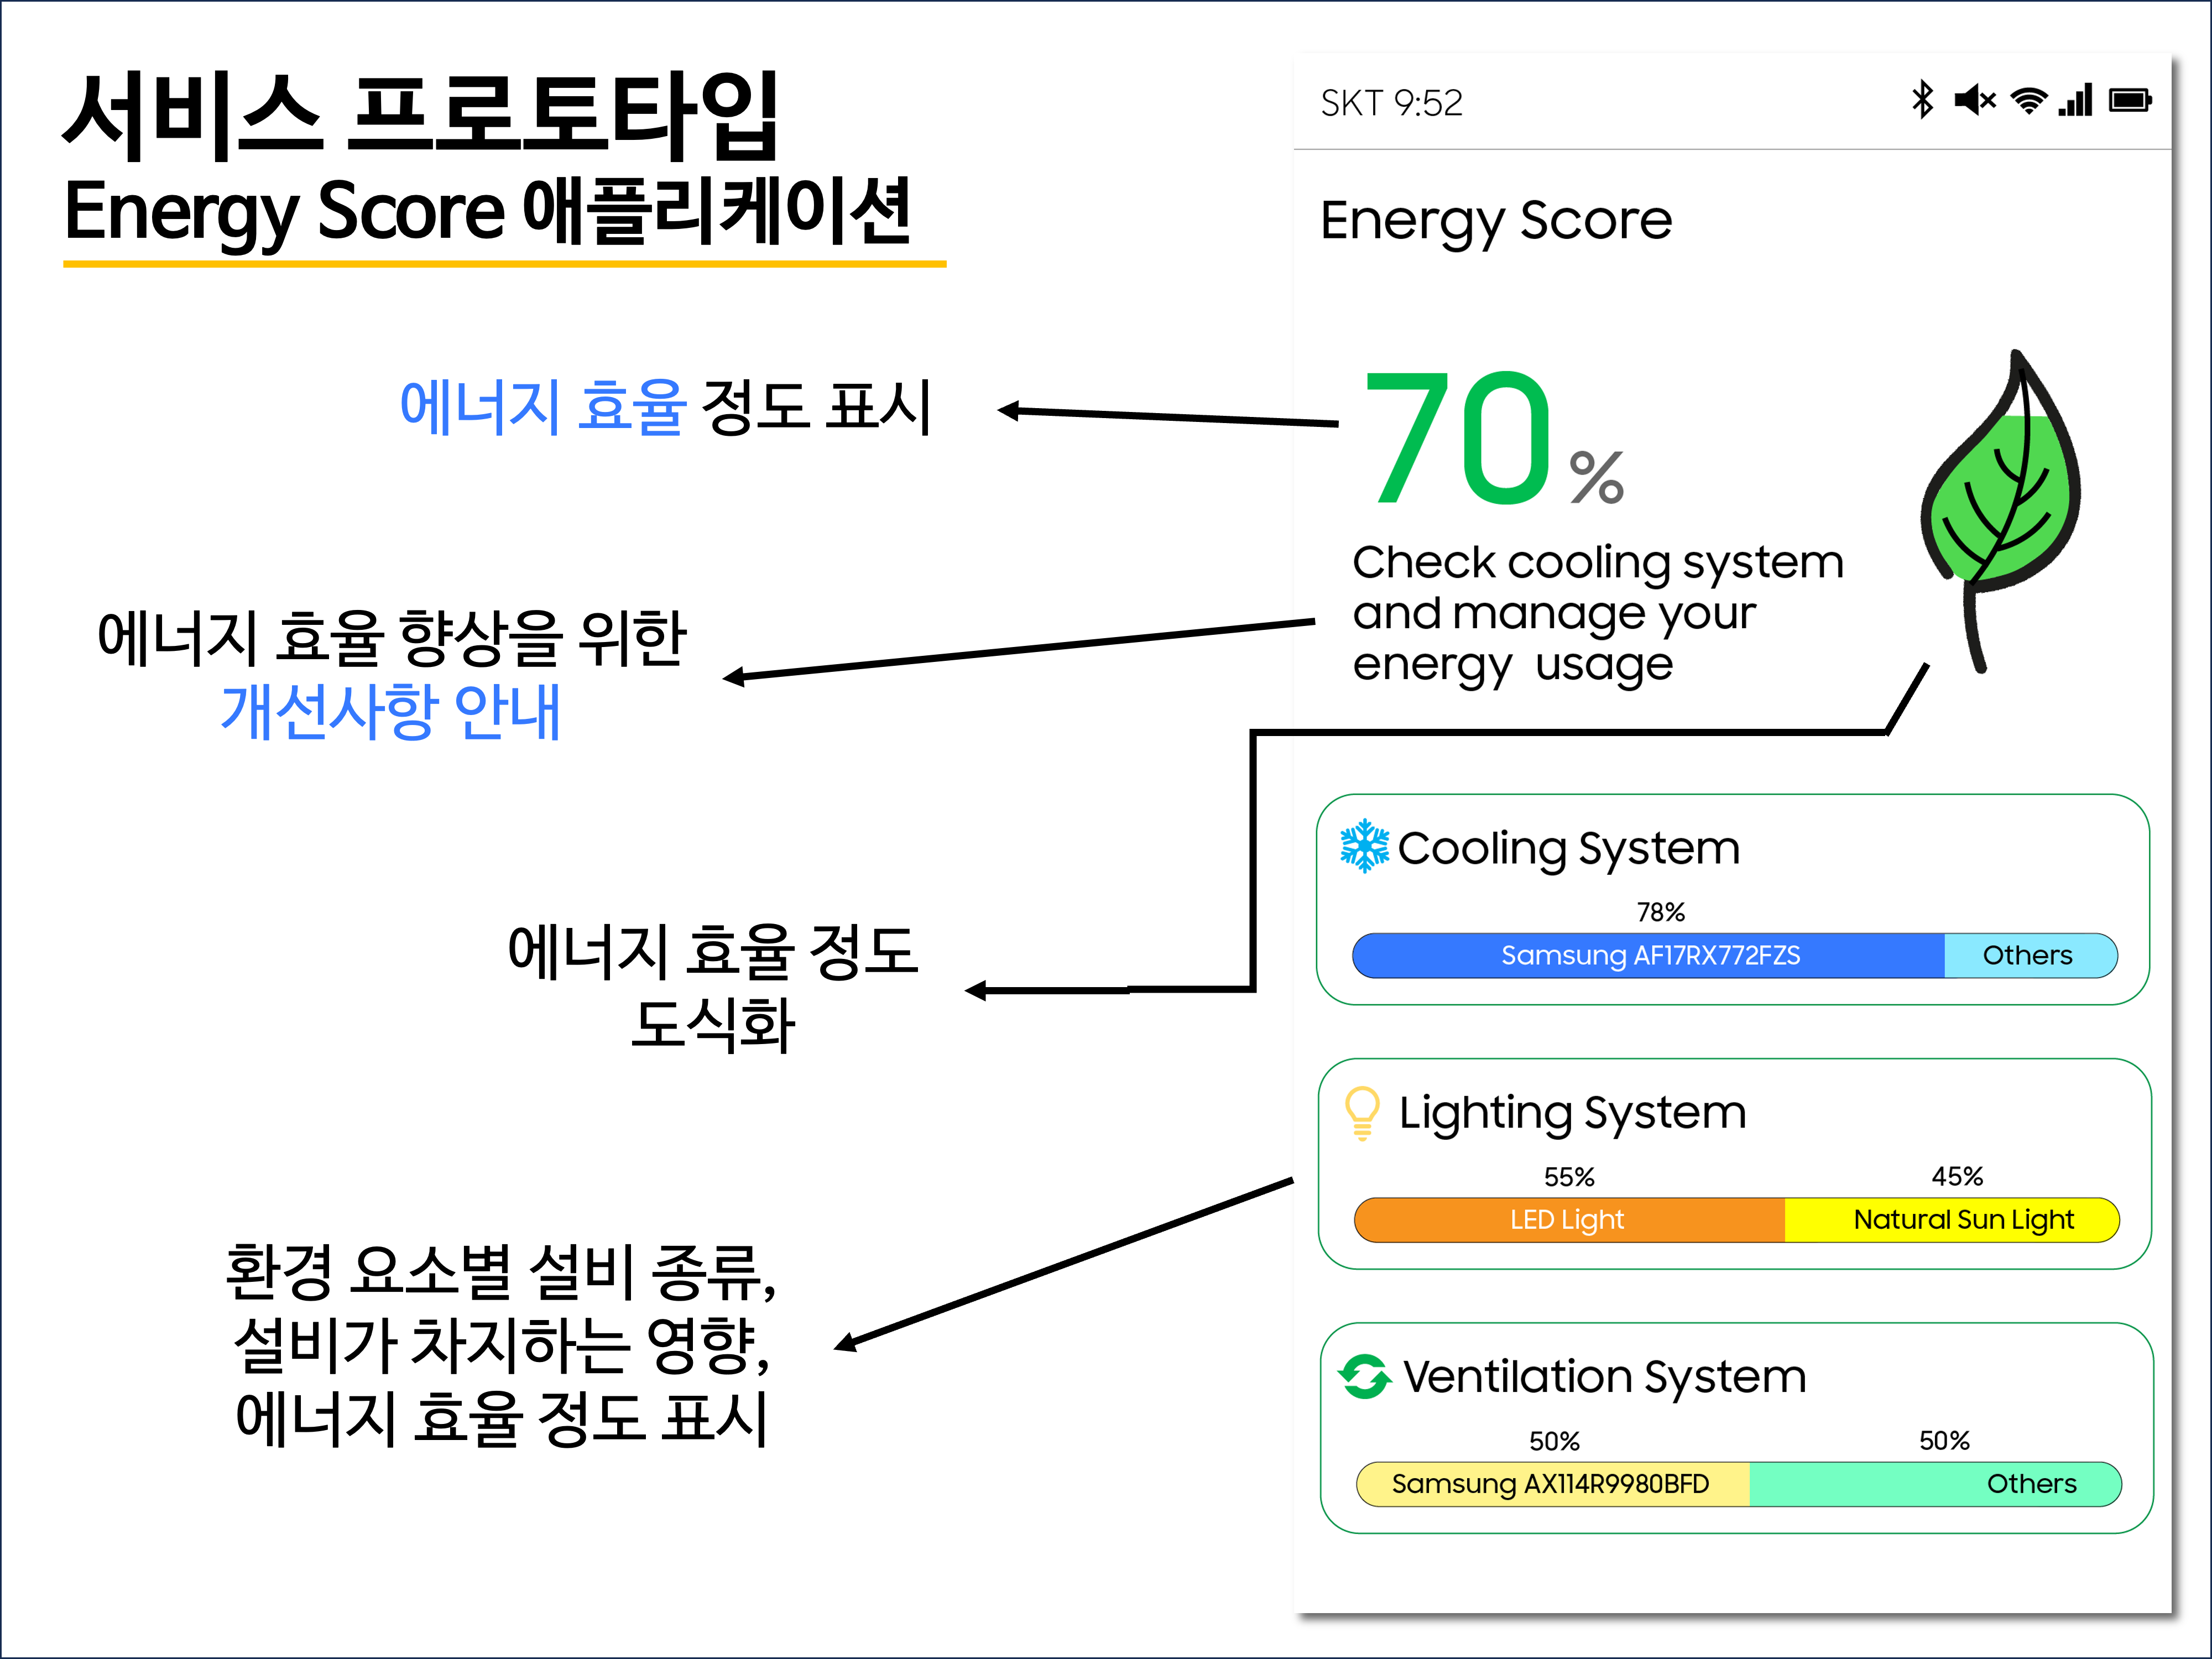 서비스 프로토타입
Energy Score 애플리케이션
에너지 효율 정도 표시
에너지 효율 향상을 위한
개선사항 안내
에너지 효율 정도
도식화
환경 요소별 설비 종류,
설비가 차지하는 영향,
에너지 효율 정도 표시
SKT 9:52
Energy Score
70 %
Check cooling system
and manage your
energy usage
Cooling System
78%
Samsung AF17RX772FZS Others
Lighting System
55% 45%
LED Light Natural Sun Light
Ventilation System
50% 50%
Samsung AX114R9980BFD Others